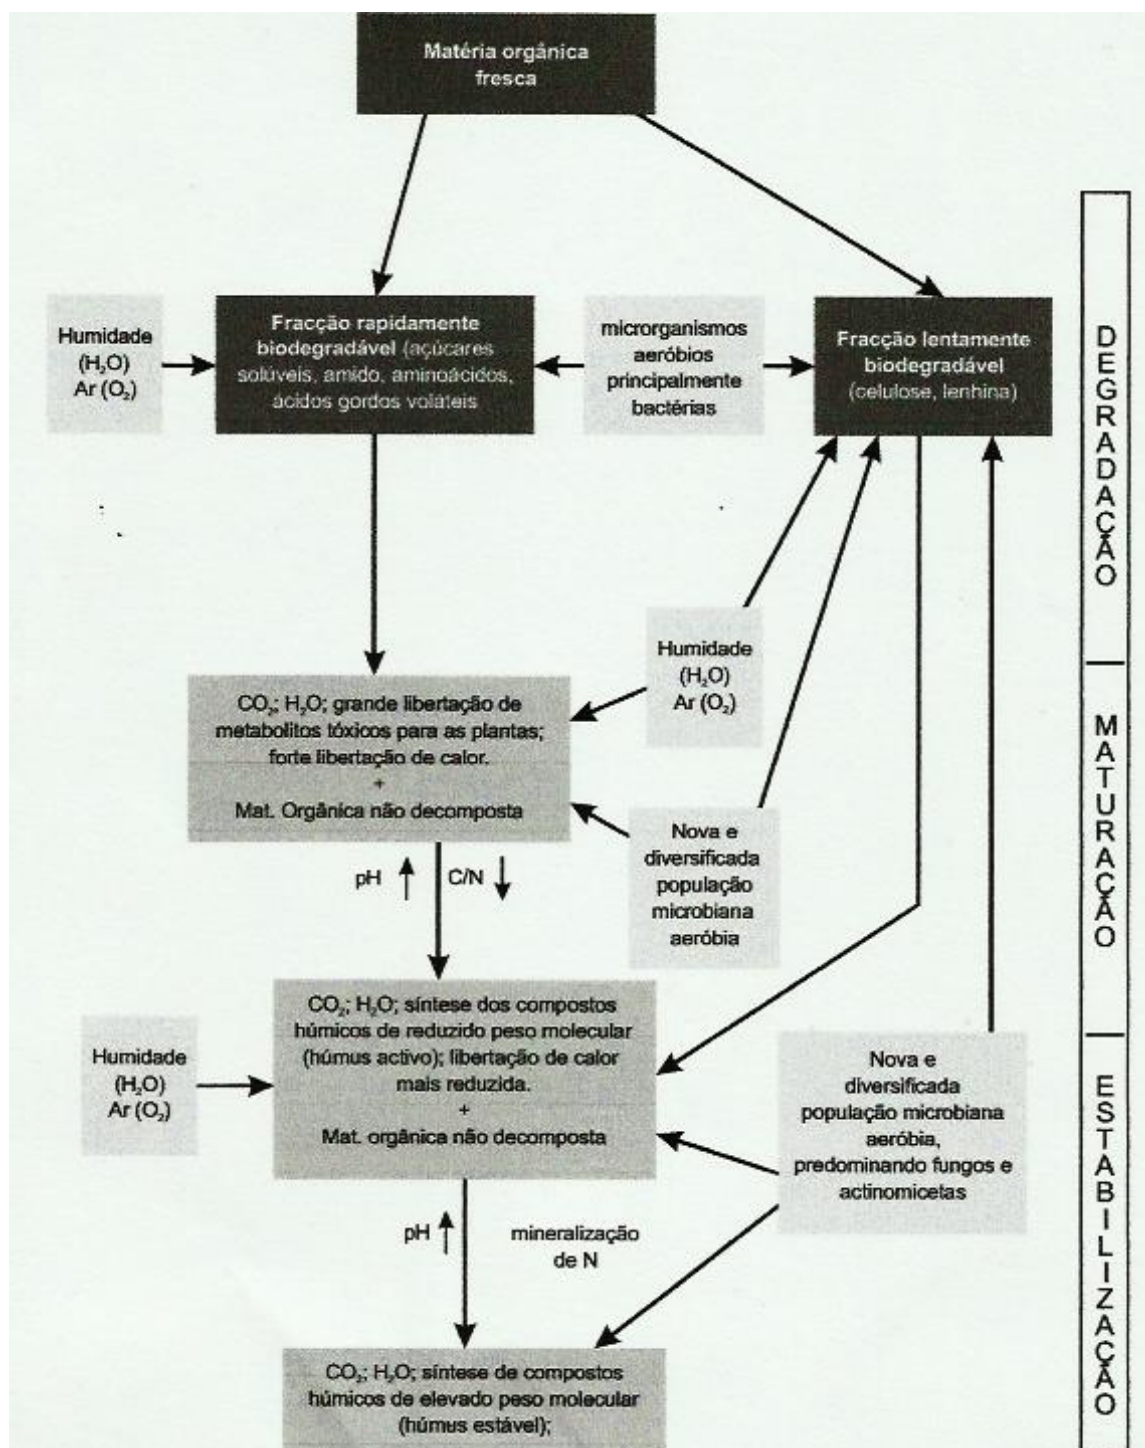 Matéria orgânica
fresca
Humidade
(H₂O)
Ar (O₂)
Fracção rapidamente
biodegradável (açúcares
solúveis, amido, aminoácidos,
ácidos gordos voláteis
microrganismos
aeróbios
principalmente
bactérias
Fracção lentamente
biodegradável
(celulose, lenhina)
DEGRADAÇÃO
Humidade
(H₂O)
Ar (O₂)
CO₂; H₂O; grande libertação de
metabolitos tóxicos para as plantas;
forte libertação de calor.
+
Mat. Orgânica não decomposta
MATURAÇÃO
Nova e
diversificada
população
microbiana
aeróbia
pH ↑ C/N ↓
CO₂; H₂O; síntese dos compostos
húmicos de reduzido peso molecular
(húmus activo); libertação de calor
mais reduzida.
+
Mat. orgânica não decomposta
Humidade
(H₂O)
Ar (O₂)
Nova e
diversificada
população microbiana
aeróbia,
predominando fungos e
actinomicetas
ESTABILIZAÇÃO
pH ↑ mineralização
de N
CO₂; H₂O; síntese de compostos
húmicos de elevado peso molecular
(húmus estável);